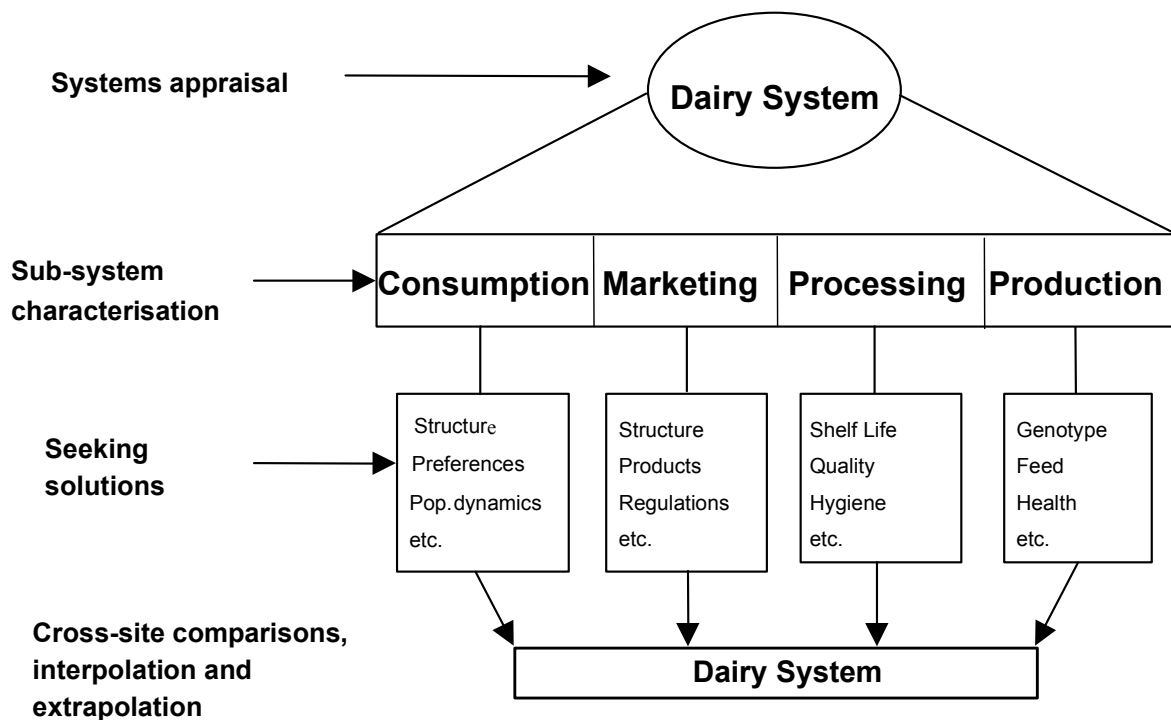 Systems appraisal
Dairy System
Sub-system
characterisation
Consumption Marketing Processing Production
Seeking
solutions
Structure
Preferences
Pop.dynamics
etc.
Structure
Products
Regulations
etc.
Shelf Life
Quality
Hygiene
etc.
Genotype
Feed
Health
etc.
Cross-site comparisons,
interpolation and
extrapolation
Dairy System